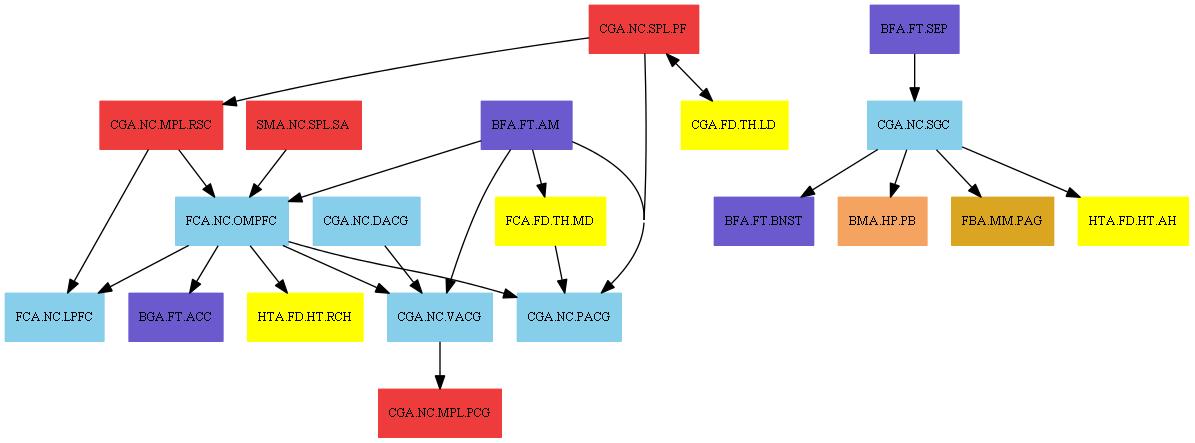 CGA.NC.SPL.PF
BFA.FT.SEP
CGA.NC.MPL.RSC
SMA.NC.SPL.SA
BFA.FT.AM
CGA.FD.TH.LD
CGA.NC.SGC
FCA.NC.OMPFC
CGA.NC.DACG
FCA.FD.TH.MD
BFA.FT.BNST
BMA.HP.PB
FBA.MM.PAG
HTA.FD.HT.AH
FCA.NC.LPFC
BGA.FT.ACC
HTA.FD.HT.RCH
CGA.NC.VACG
CGA.NC.PACG
CGA.NC.MPL.PCG